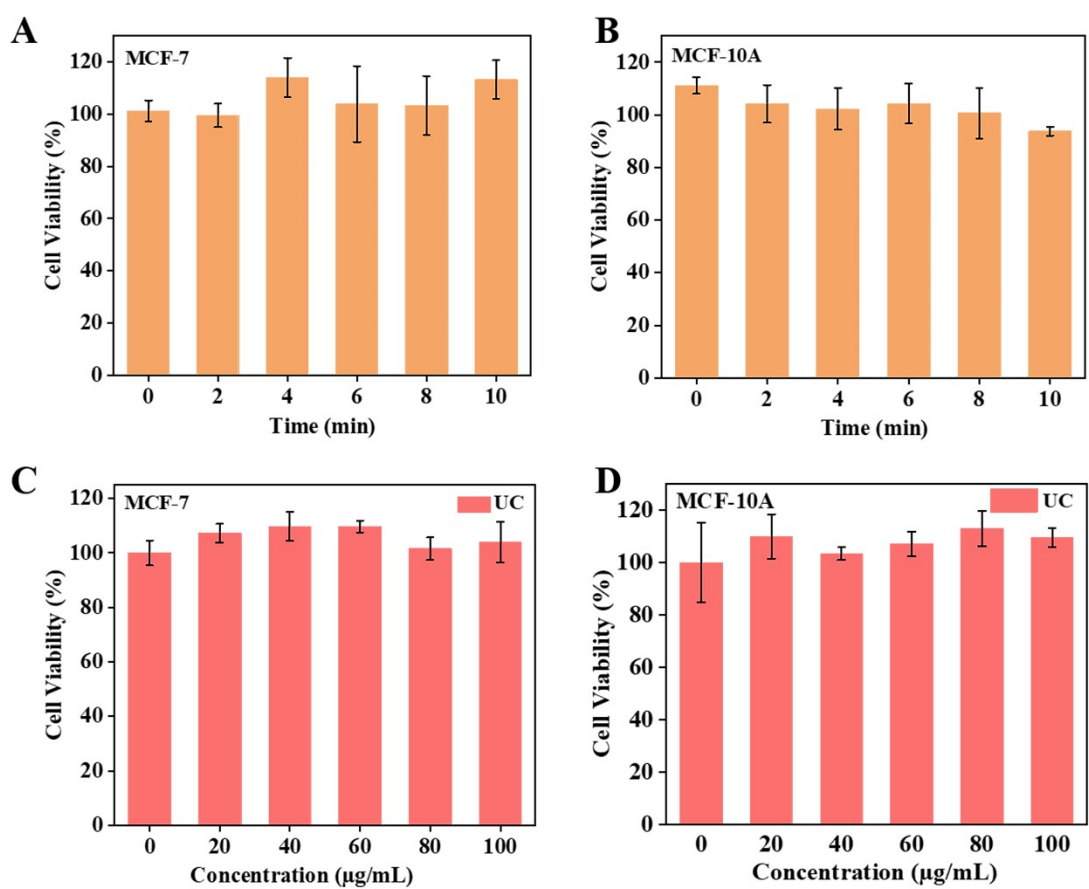 A
MCF-7
Cell Viability (%)
120
100
80
60
40
20
0
0 2 4 6 8 10
Time (min)
B
MCF-10A
Cell Viability (%)
120
100
80
60
40
20
0
0 2 4 6 8 10
Time (min)
C
MCF-7
UC
Cell Viability (%)
120
100
80
60
40
20
0
0 20 40 60 80 100
Concentration (µg/mL)
D
MCF-10A
UC
Cell Viability (%)
120
100
80
60
40
20
0
0 20 40 60 80 100
Concentration (µg/mL)